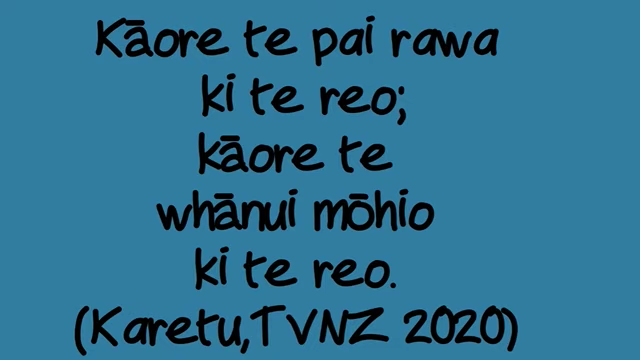 Kāore te pai rawa
ki te reo;
kāore te
whānui mōhio
ki te reo.
(Karetu,TVNZ 2020)